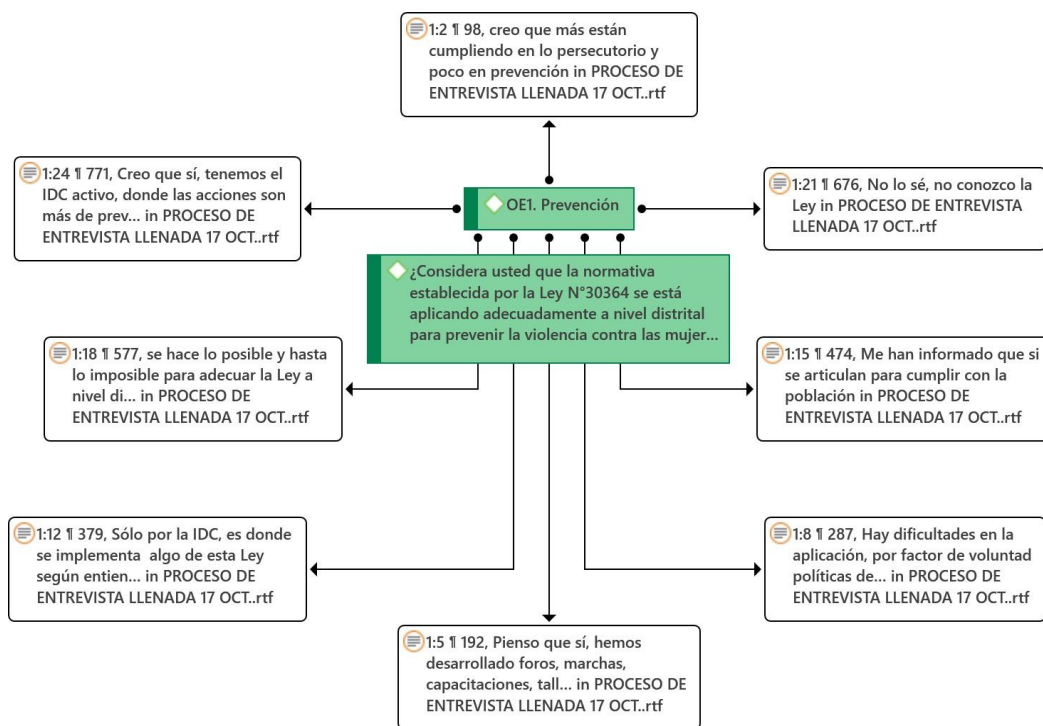 1:2 ¶ 98, creo que más están
cumpliendo en lo persecutorio y
poco en prevención in PROCESO DE
ENTREVISTA LLENADA 17 OCT..rtf
1:24 ¶ 771, Creo que sí, tenemos el
IDC activo, donde las acciones son
más de prev... in PROCESO DE
ENTREVISTA LLENADA 17 OCT..rtf
OE1. Prevención
1:21 ¶ 676, No lo sé, no conozco la
Ley in PROCESO DE ENTREVISTA
LLENADA 17 OCT..rtf
¿Considera usted que la normativa
establecida por la Ley N°30364 se está
aplicando adecuadamente a nivel distrital
para prevenir la violencia contra las mujer...
1:18 ¶ 577, se hace lo posible y hasta
lo imposible para adecuar la Ley a
nivel di... in PROCESO DE
ENTREVISTA LLENADA 17 OCT..rtf
1:15 ¶ 474, Me han informado que si
se articulan para cumplir con la
población in PROCESO DE
ENTREVISTA LLENADA 17 OCT..rtf
1:12 ¶ 379, Sólo por la IDC, es donde
se implementa algo de esta Ley
según entien... in PROCESO DE
ENTREVISTA LLENADA 17 OCT..rtf
1:8 ¶ 287, Hay dificultades en la
aplicación, por factor de voluntad
políticas de... in PROCESO DE
ENTREVISTA LLENADA 17 OCT..rtf
1:5 ¶ 192, Pienso que sí, hemos
desarrollado foros, marchas,
capacitaciones, tall... in PROCESO DE
ENTREVISTA LLENADA 17 OCT..rtf